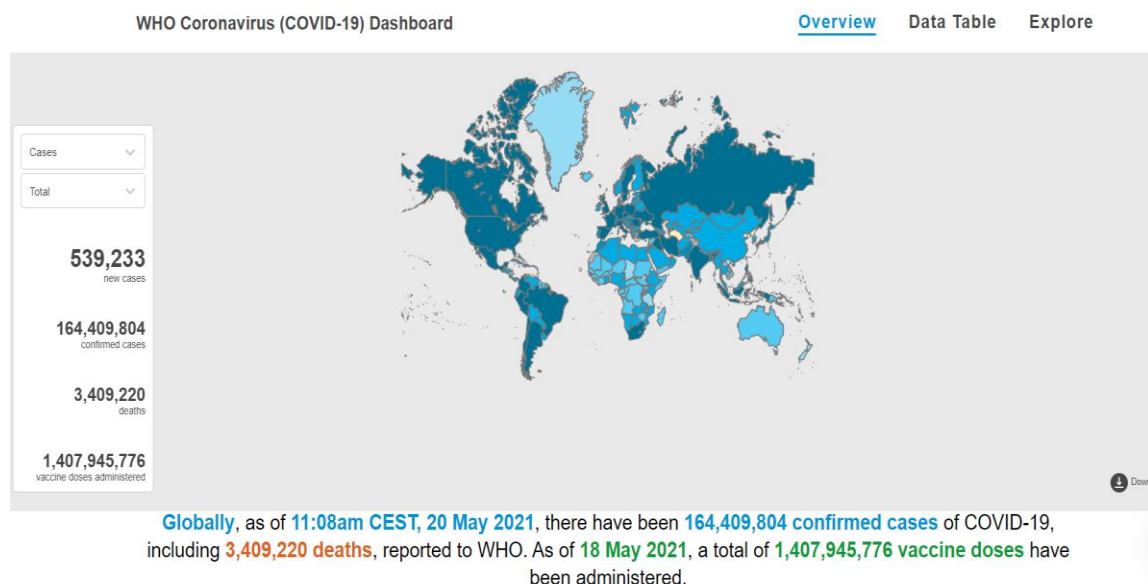 WHO Coronavirus (COVID-19) Dashboard
Overview Data Table Explore
Cases
Total
539,233
new cases
164,409,804
confirmed cases
3,409,220
deaths
1,407,945,776
vaccine doses administered
Down
Globally, as of 11:08am CEST, 20 May 2021, there have been 164,409,804 confirmed cases of COVID-19,
including 3,409,220 deaths, reported to WHO. As of 18 May 2021, a total of 1,407,945,776 vaccine doses have
been administered.